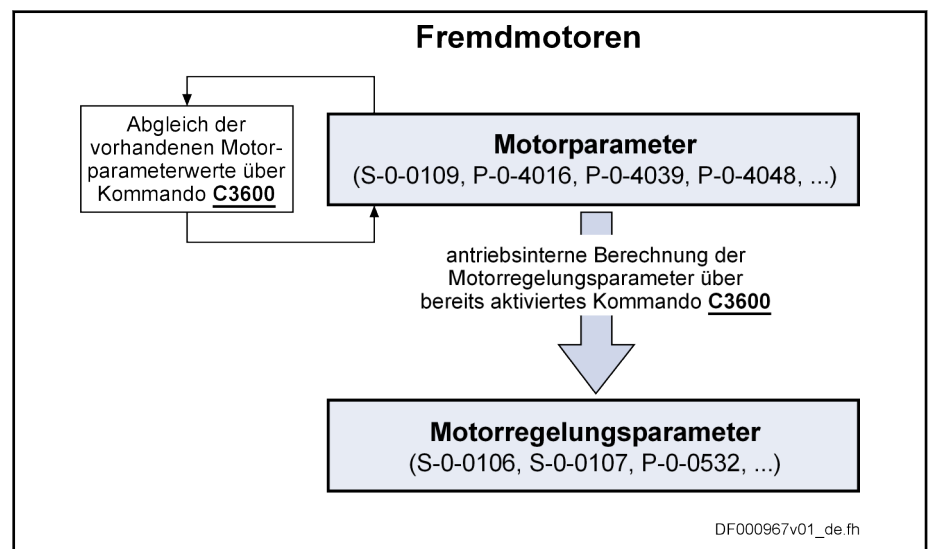 Fremdmotoren
Abgleich der
vorhandenen Motor-
parameterwerte über
Kommando C3600
Motorparameter
(S-0-0109, P-0-4016, P-0-4039, P-0-4048, ...)
antriebsinterne Berechnung der
Motorregelungsparameter über
bereits aktiviertes Kommando C3600
Motorregelungsparameter
(S-0-0106, S-0-0107, P-0-0532, ...)
DF000967v01_de.fh